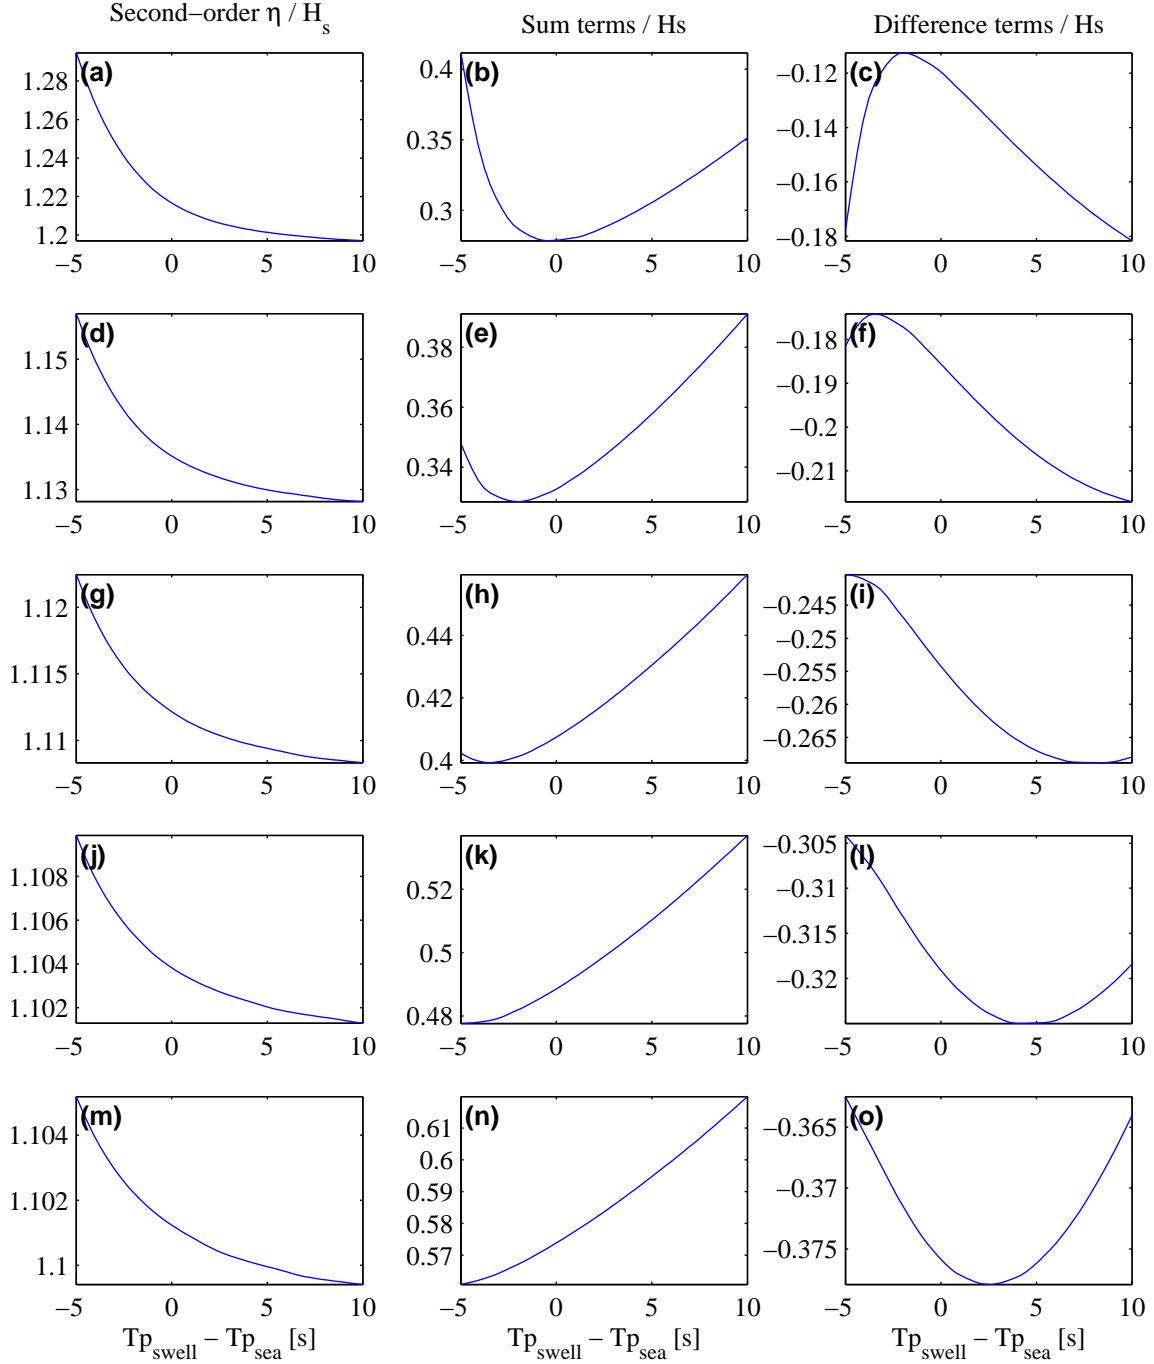 Second−order η / H_s
Sum terms / Hs
Difference terms / Hs
(a)
1.28
1.26
1.24
1.22
1.2
−5 0 5 10
(b)
0.4
0.35
0.3
−5 0 5 10
(c)
−0.12
−0.14
−0.16
−0.18
−5 0 5 10
(d)
1.15
1.14
1.13
−5 0 5 10
(e)
0.38
0.36
0.34
−5 0 5 10
(f)
−0.18
−0.19
−0.2
−0.21
−5 0 5 10
(g)
1.12
1.115
1.11
−5 0 5 10
(h)
0.44
0.42
0.4
−5 0 5 10
(i)
−0.245
−0.25
−0.255
−0.26
−0.265
−5 0 5 10
(j)
1.108
1.106
1.104
1.102
−5 0 5 10
(k)
0.52
0.5
0.48
−5 0 5 10
(l)
−0.305
−0.31
−0.315
−0.32
−5 0 5 10
(m)
1.104
1.102
1.1
−5 0 5 10
Tp_swell − Tp_sea [s]
(n)
0.61
0.6
0.59
0.58
0.57
−5 0 5 10
Tp_swell − Tp_sea [s]
(o)
−0.365
−0.37
−0.375
−5 0 5 10
Tp_swell − Tp_sea [s]